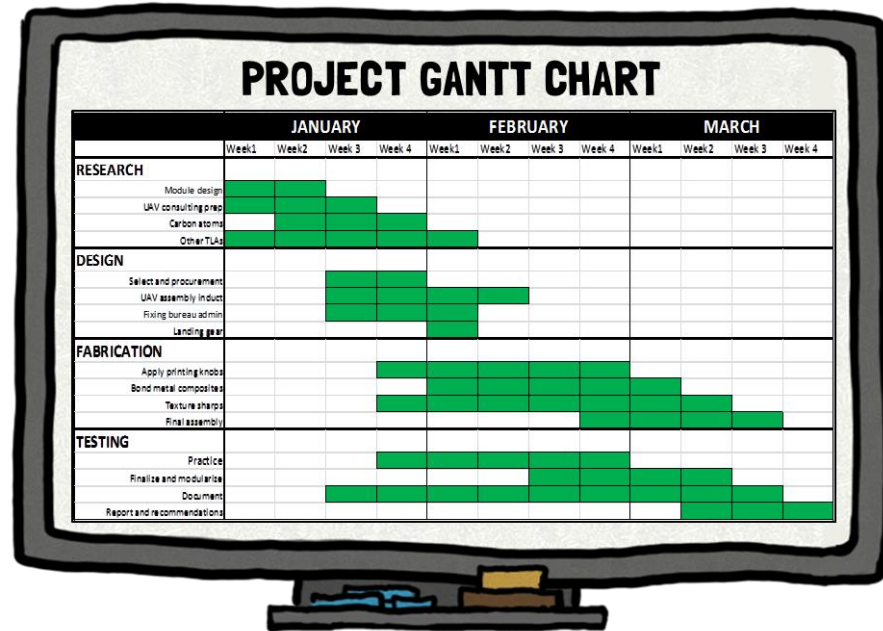 PROJECT GANTT CHART
JANUARY FEBRUARY MARCH
Week1 Week2 Week 3 Week 4 Week1 Week2 Week 3 Week 4 Week1 Week2 Week 3 Week 4
RESEARCH
Module design
UAV consulting prep
Carbon atoms
Other TLAs
DESIGN
Select and procurement
UAV assembly induct
Fixing bureau admin
Landing gear
FABRICATION
Apply printing knobs
Bond metal composites
Texture sharps
Final assembly
TESTING
Practice
Finalize and modularize
Document
Report and recommendations